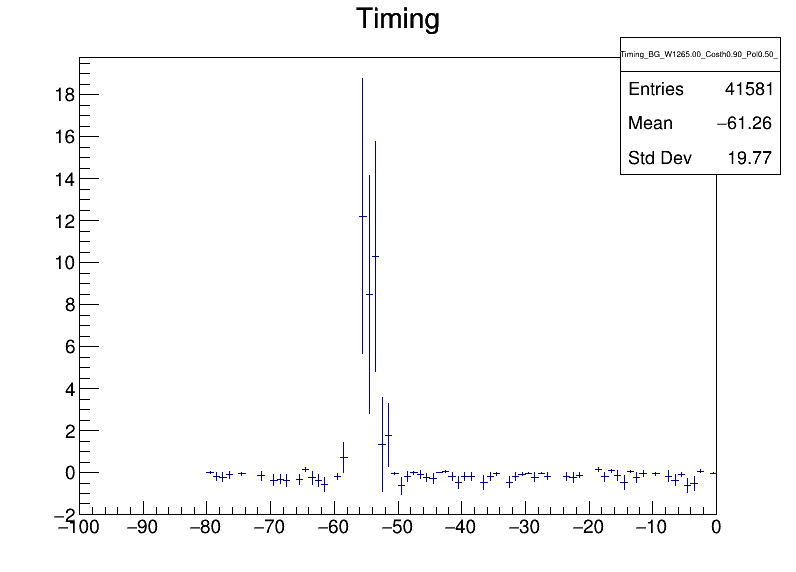 Timing
Timing_BG_W1265.00_Costh0.90_Pol0.50_
Entries 41581
Mean −61.26
Std Dev 19.77
18
16
14
12
10
8
6
4
2
0
−2
−100 −90 −80 −70 −60 −50 −40 −30 −20 −10 0